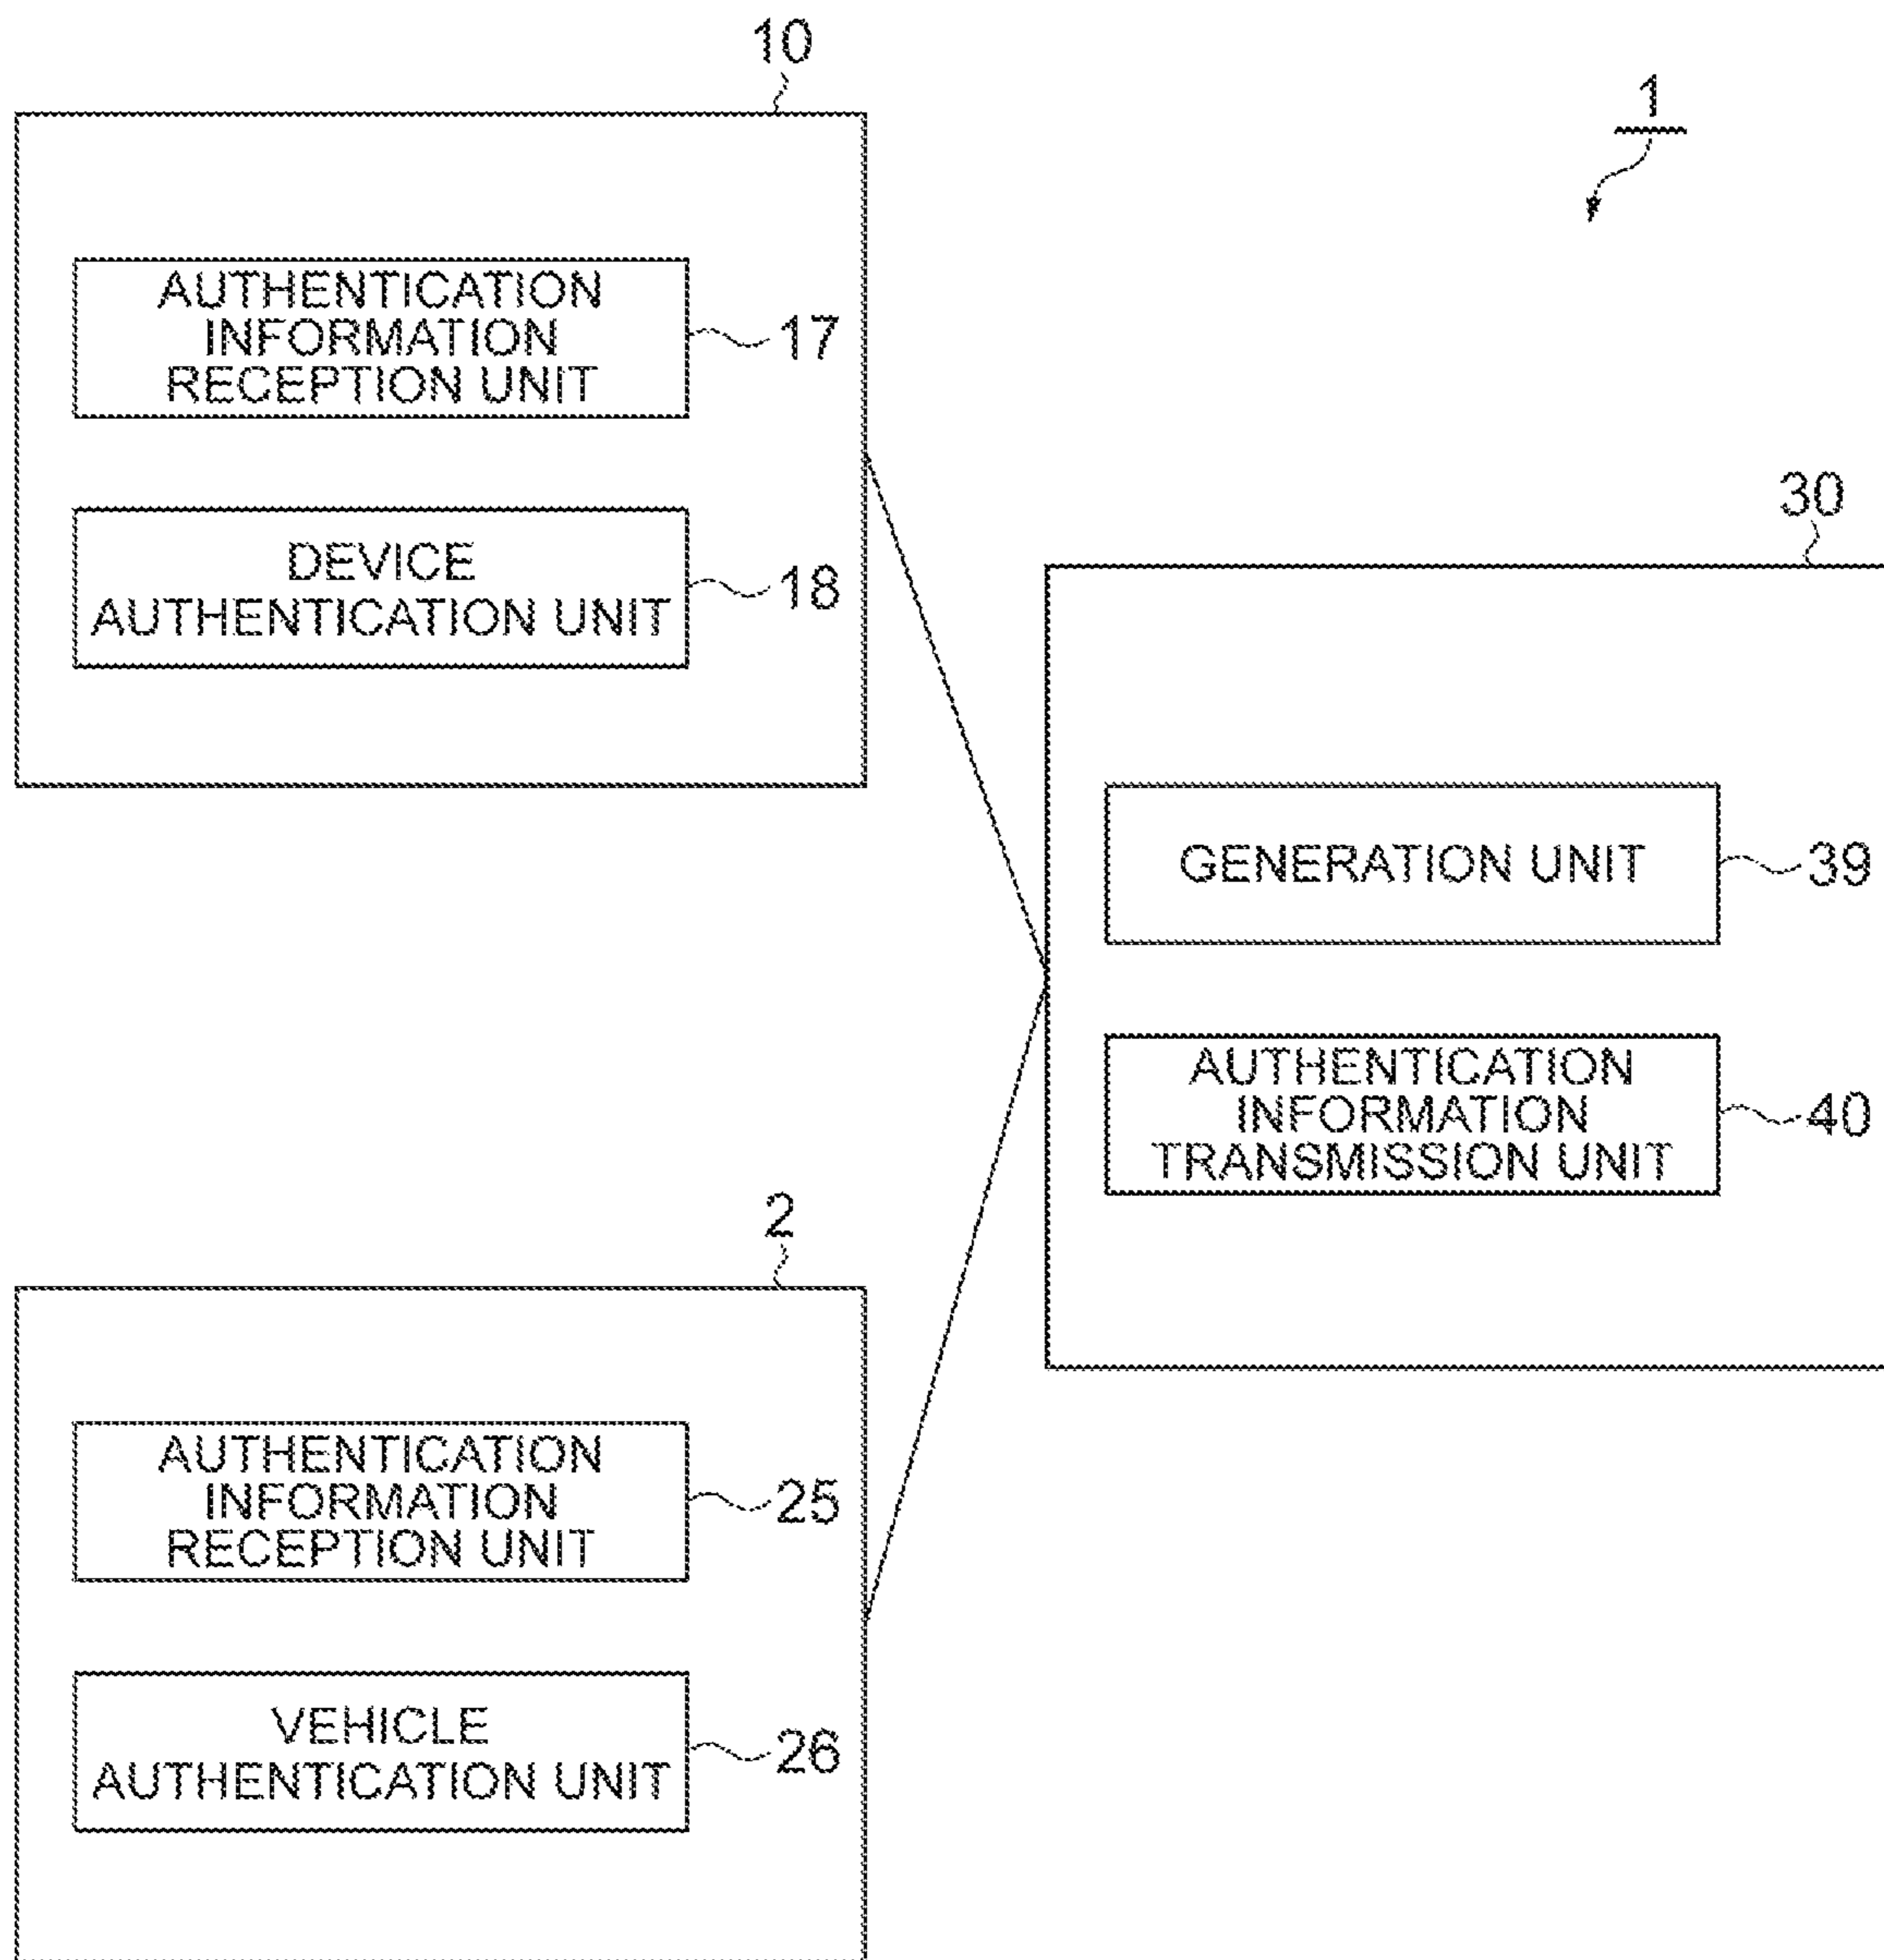 10
1
AUTHENTICATION
INFORMATION
RECEPTION UNIT
17
DEVICE
AUTHENTICATION UNIT
18
30
GENERATION UNIT
39
AUTHENTICATION
INFORMATION
TRANSMISSION UNIT
40
2
AUTHENTICATION
INFORMATION
RECEPTION UNIT
25
VEHICLE
AUTHENTICATION UNIT
26